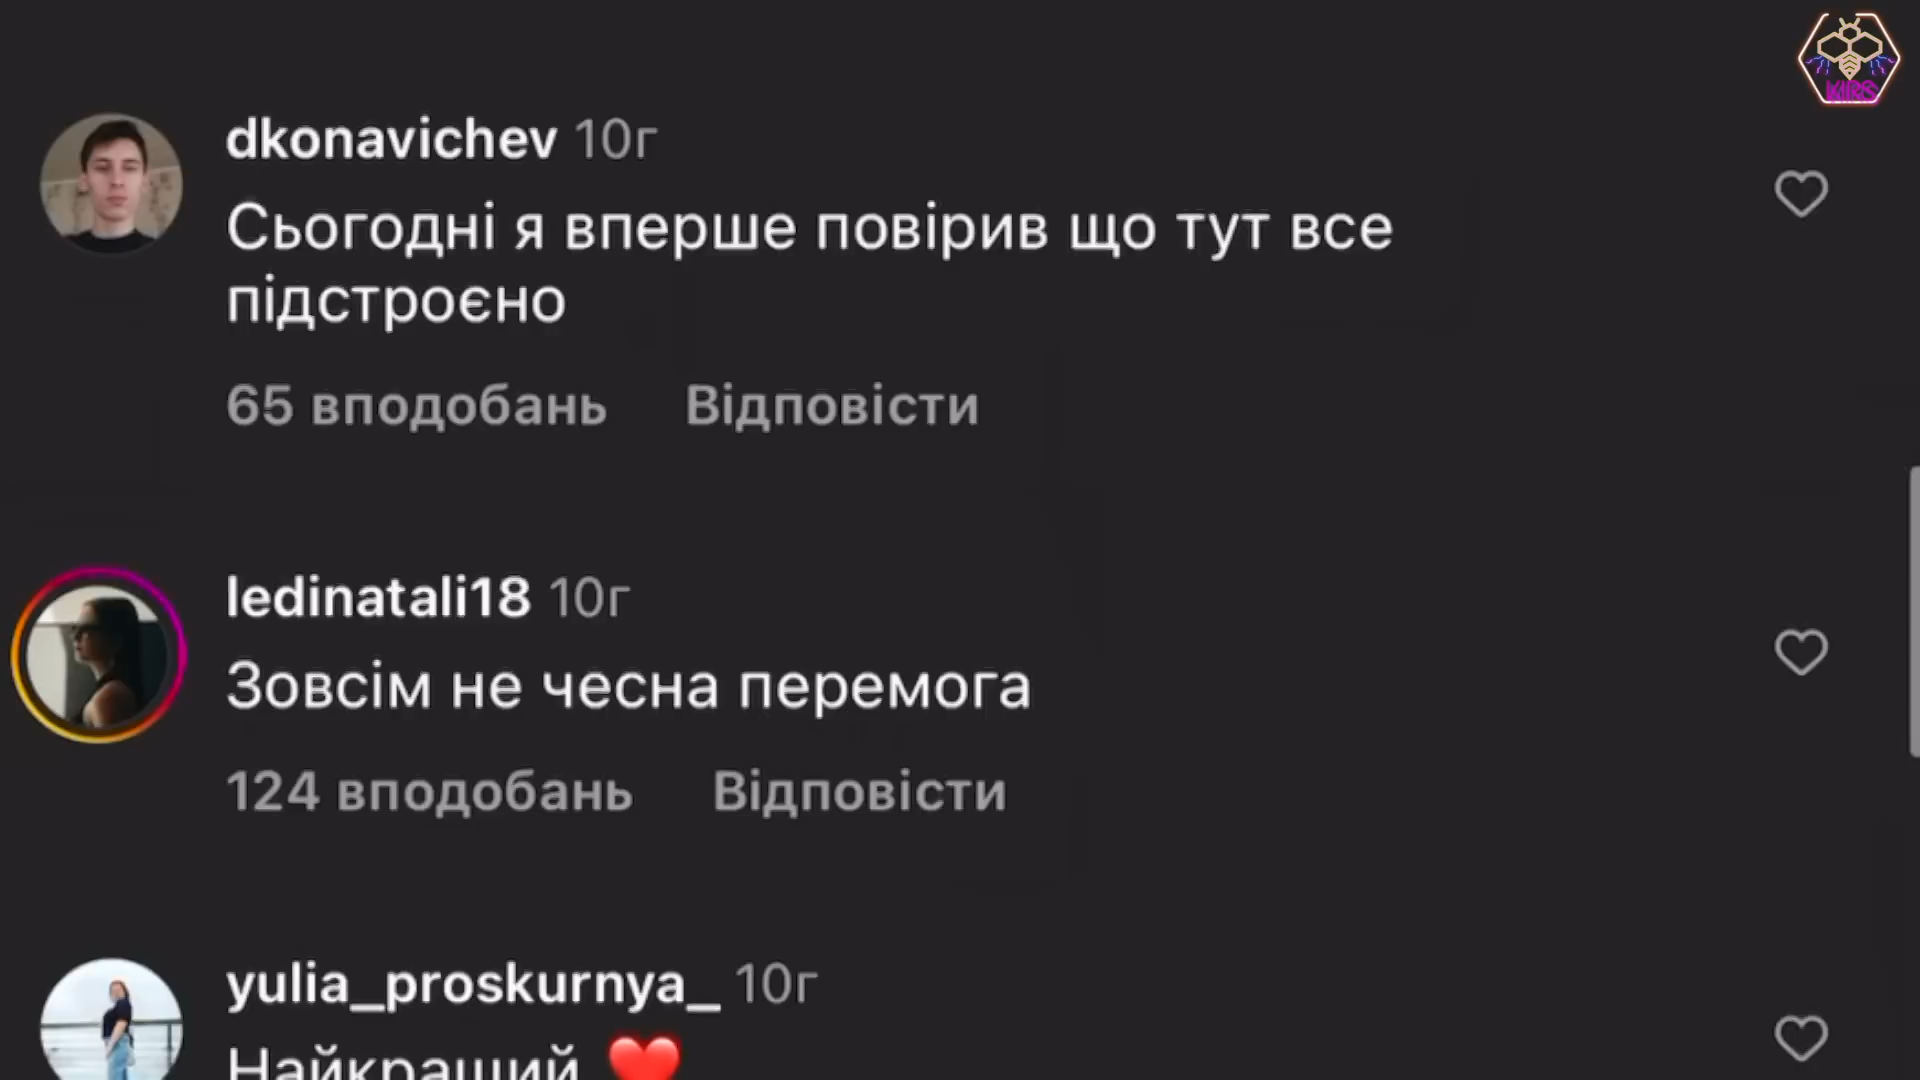 KIRS
dkonavichev 10г
Сьогодні я вперше повірив що тут все
підстроєно
65 вподобань Відповісти
ledinatali18 10г
Зовсім не чесна перемога
124 вподобань Відповісти
yulia_proskurnya_ 10г
Найкращий ❤️